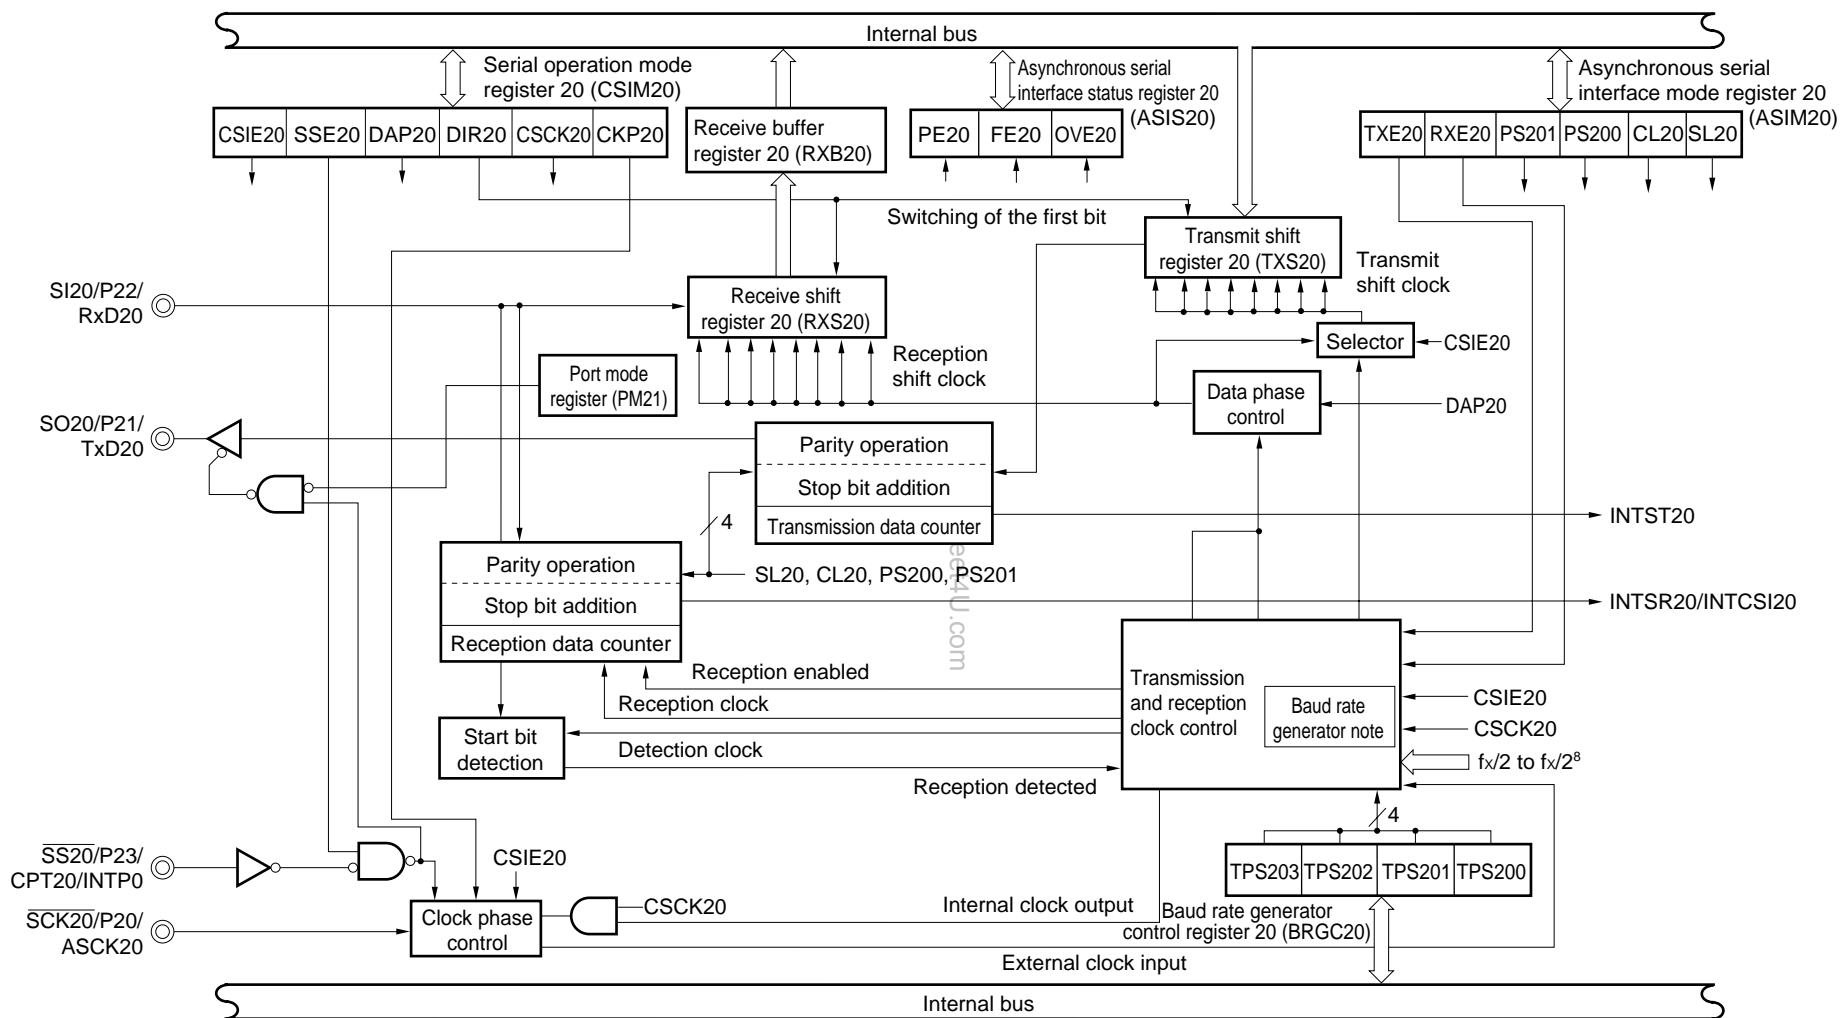 Internal bus
Serial operation mode
register 20 (CSIM20)
Asynchronous serial
interface status register 20
(ASIS20)
Asynchronous serial
interface mode register 20
(ASIM20)
CSIE20 SSE20 DAP20 DIR20 CSCK20 CKP20
Receive buffer
register 20 (RXB20)
PE20 FE20 OVE20
TXE20 RXE20 PS201 PS200 CL20 SL20
Switching of the first bit
Transmit shift
register 20 (TXS20)
Transmit
shift clock
SI20/P22/
RxD20
Receive shift
register 20 (RXS20)
Selector
CSIE20
Reception
shift clock
Port mode
register (PM21)
Data phase
control
DAP20
SO20/P21/
TxD20
Parity operation
Stop bit addition
Transmission data counter
4
INTST20
Parity operation
Stop bit addition
Reception data counter
SL20, CL20, PS200, PS201
INTSR20/INTCSI20
eet4U.com
Reception enabled
Reception clock
Transmission
and reception
clock control
Baud rate
generator note
CSIE20
CSCK20
fX/2 to fX/2⁸
Start bit
detection
Detection clock
Reception detected
4
TPS203 TPS202 TPS201 TPS200
SS20/P23/
CPT20/INTP0
CSIE20
SCK20/P20/
ASCK20
Clock phase
control
CSCK20
Internal clock output
Baud rate generator
control register 20 (BRGC20)
External clock input
Internal bus